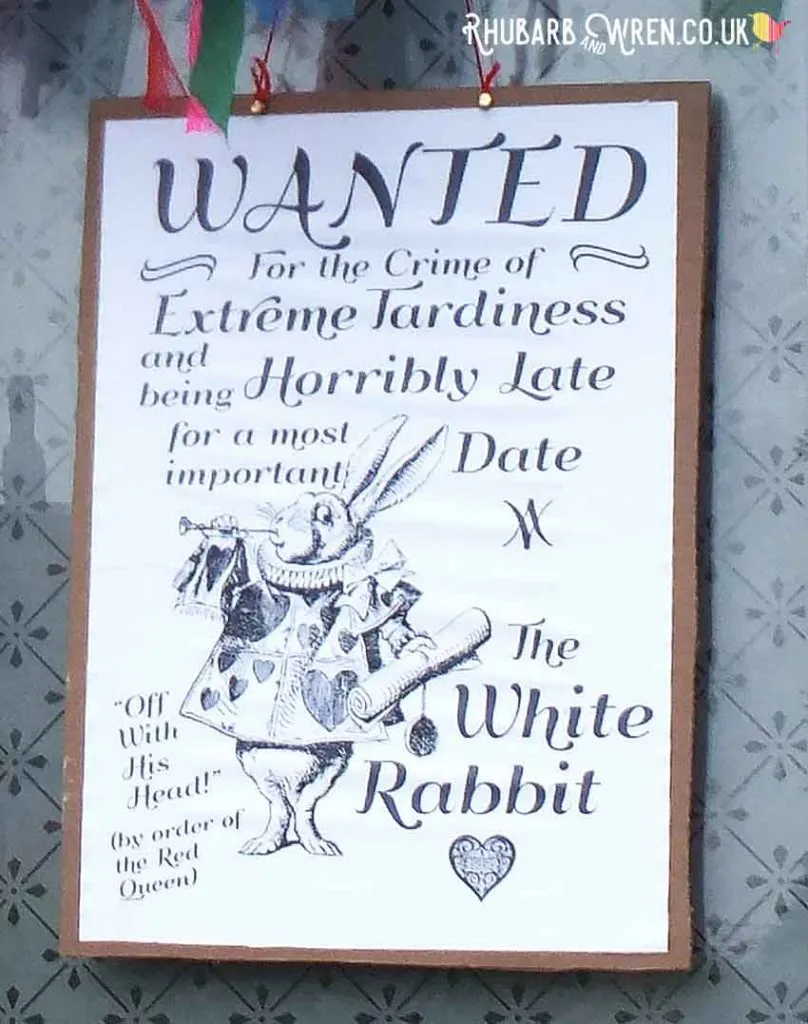 RHUBARB AND WREN.CO.UK
WANTED
For the Crime of
Extreme Tardiness
and
being Horribly Late
for a most
important Date
The
White
Rabbit
"Off
With
His
Head!"
(by order of
the Red
Queen)